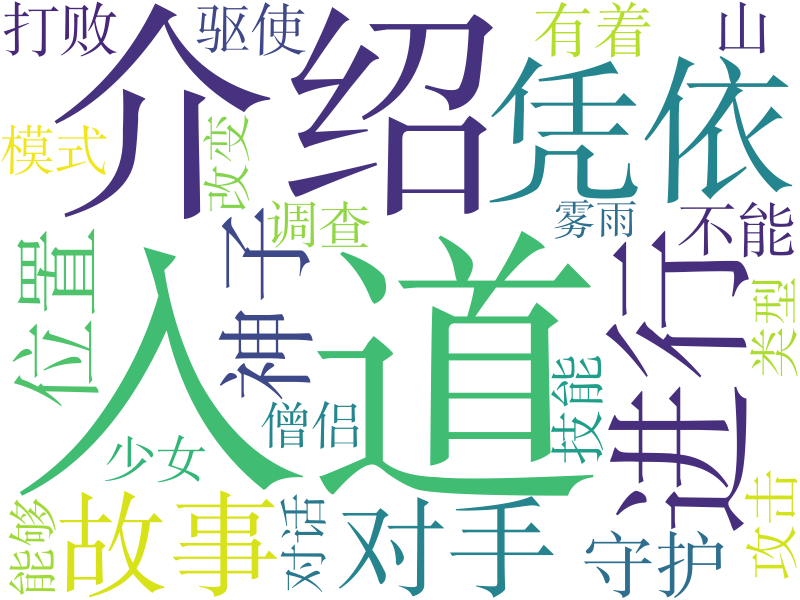 打败
驱使
有着
山
介绍
凭依
模式
改变
调查
雾雨
不能
位置
神子
入道
进行
类型
僧侣
技能
少女
能够
故事
对话
对手
守护
攻击